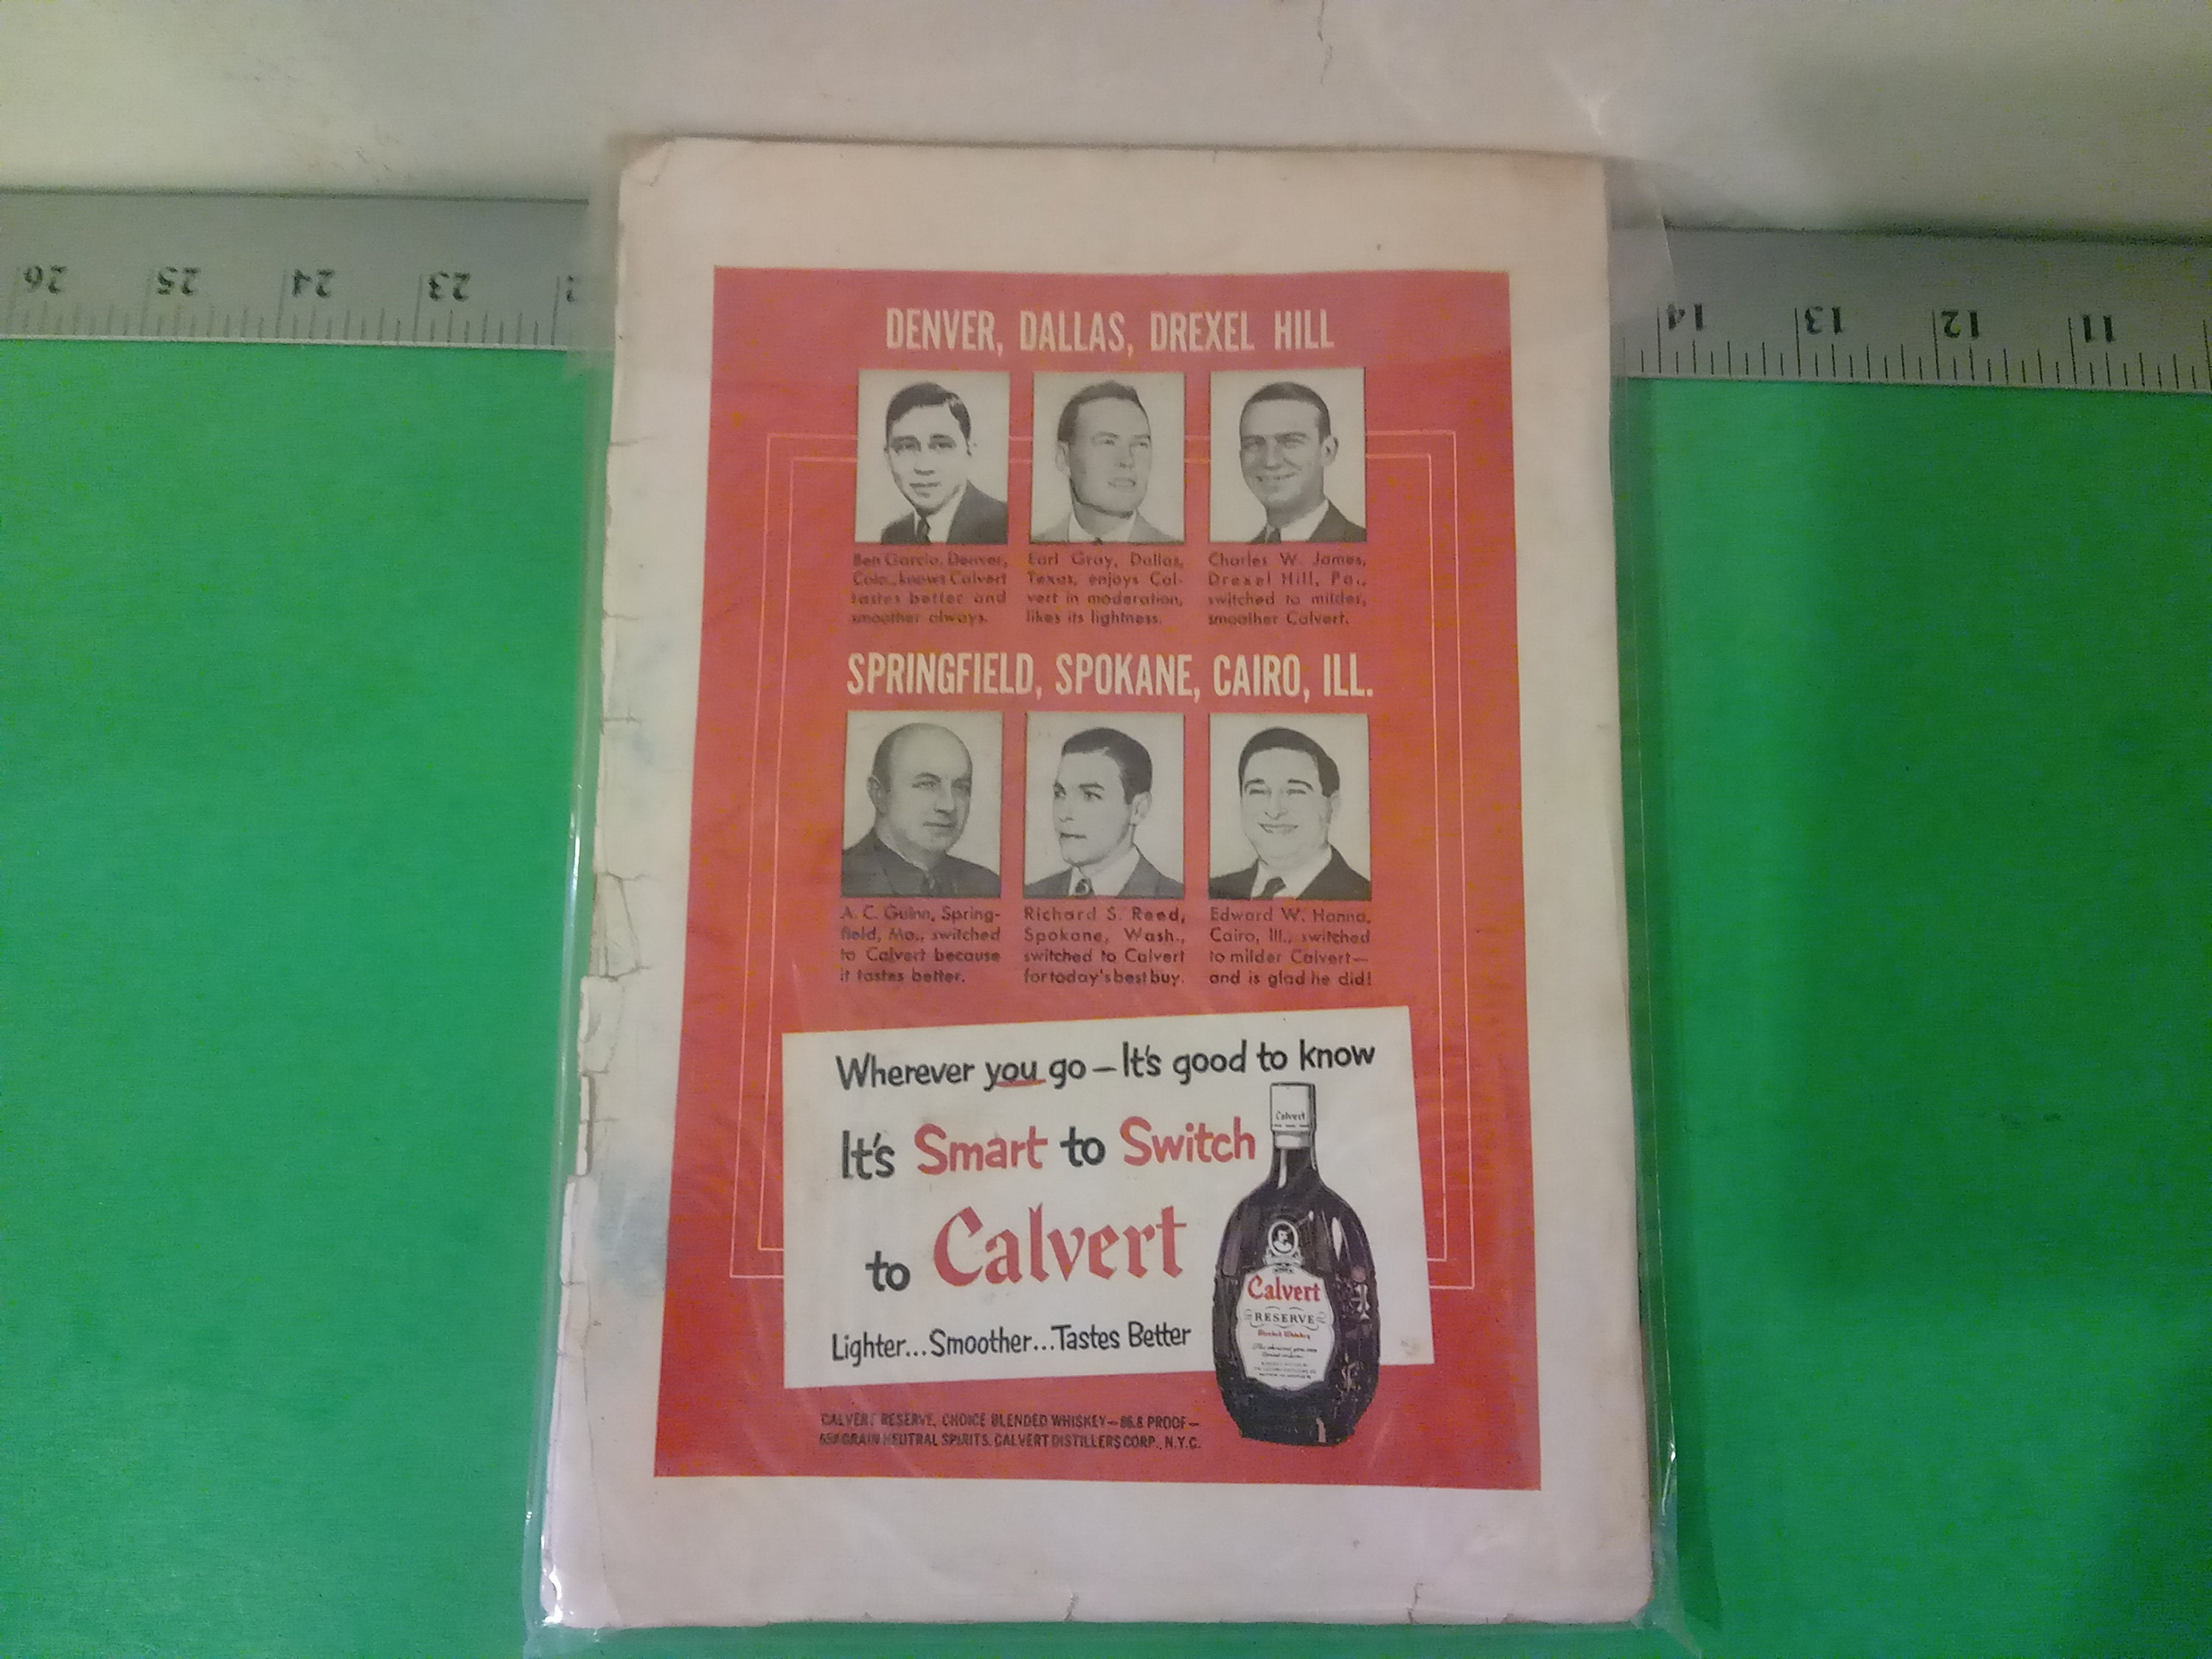 26 25 24 23 2
14 13 12 11
DENVER, DALLAS, DREXEL HILL
Ben Garcia, Denver,
Colo., knows Calvert
tastes better and
smoother always.
Earl Gray, Dallas,
Texas, enjoys Cal-
vert in moderation,
likes its lightness.
Charles W. James,
Drexel Hill, Pa.,
switched to milder,
smoother Calvert.
SPRINGFIELD, SPOKANE, CAIRO, ILL.
A. C. Guinn, Spring-
field, Mo., switched
to Calvert because
it tastes better.
Richard S. Reed,
Spokane, Wash.,
switched to Calvert
for today's best buy.
Edward W. Hanna,
Cairo, Ill., switched
to milder Calvert—
and is glad he did!
Wherever you go—It's good to know
It's Smart to Switch
to Calvert
Lighter...Smoother...Tastes Better
Calvert
Calvert
RESERVE
Blended Whiskey
CALVERT RESERVE, CHOICE BLENDED WHISKEY—86.8 PROOF—
65% GRAIN NEUTRAL SPIRITS. CALVERT DISTILLERS CORP., N.Y.C.